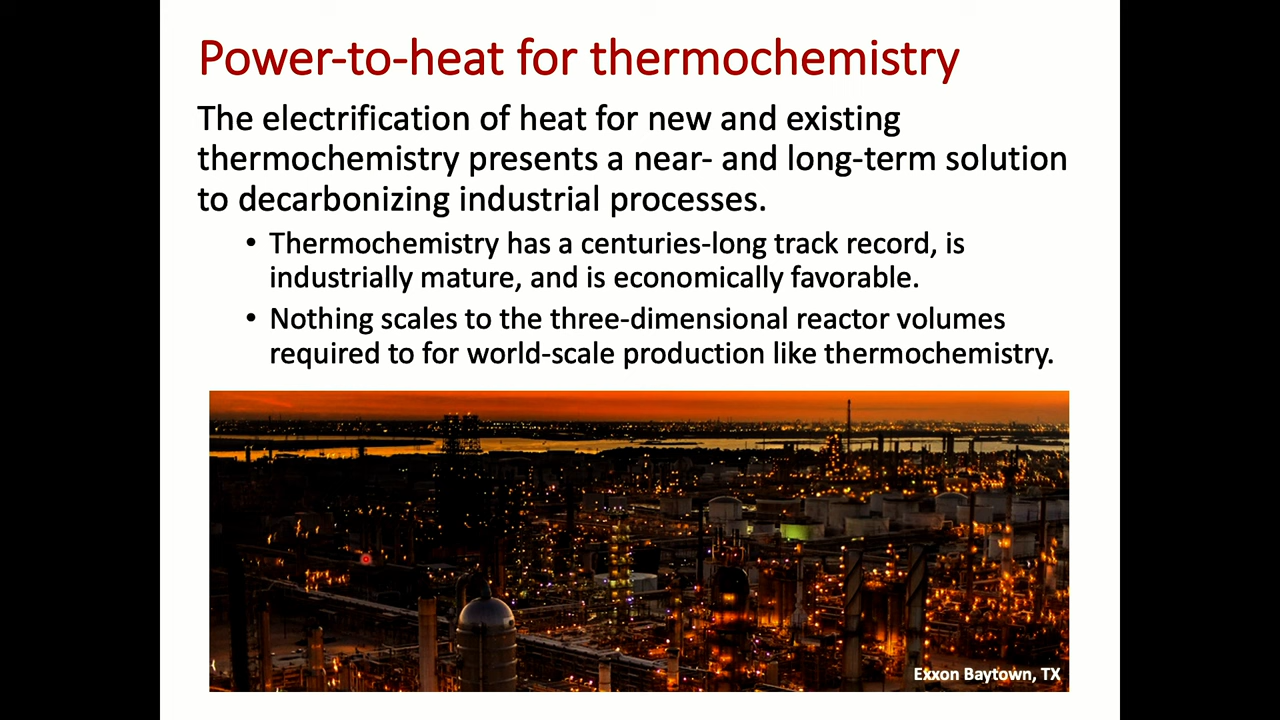 Power-to-heat for thermochemistry
The electrification of heat for new and existing
thermochemistry presents a near- and long-term solution
to decarbonizing industrial processes.
• Thermochemistry has a centuries-long track record, is
industrially mature, and is economically favorable.
• Nothing scales to the three-dimensional reactor volumes
required to for world-scale production like thermochemistry.
Exxon Baytown, TX